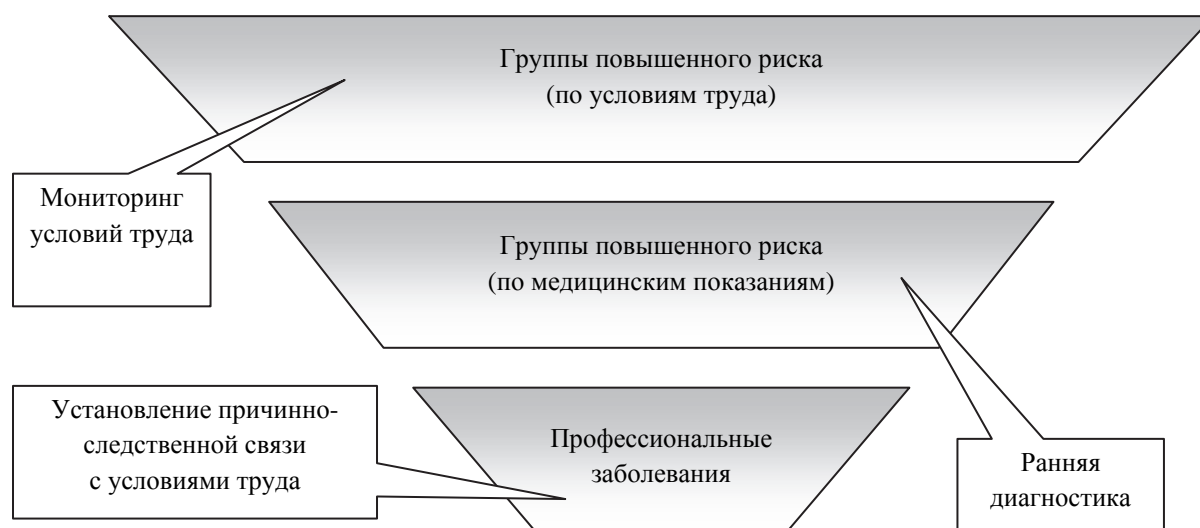 Группы повышенного риска
(по условиям труда)
Мониторинг
условий труда
Группы повышенного риска
(по медицинским показаниям)
Установление причинно-
следственной связи
с условиями труда
Профессиональные
заболевания
Ранняя
диагностика